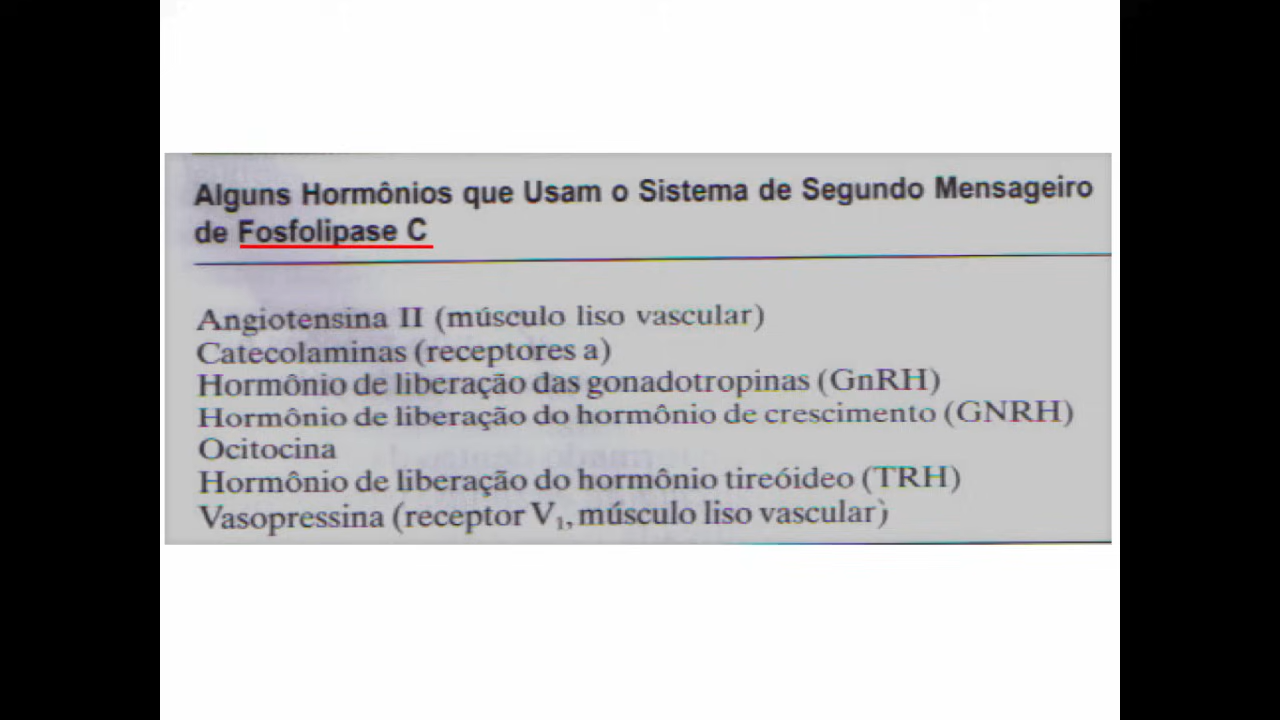 Alguns Hormônios que Usam o Sistema de Segundo Mensageiro
de Fosfolipase C
Angiotensina II (músculo liso vascular)
Catecolaminas (receptores a)
Hormônio de liberação das gonadotropinas (GnRH)
Hormônio de liberação do hormônio de crescimento (GNRH)
Ocitocina
Hormônio de liberação do hormônio tireóideo (TRH)
Vasopressina (receptor V₁, músculo liso vascular)